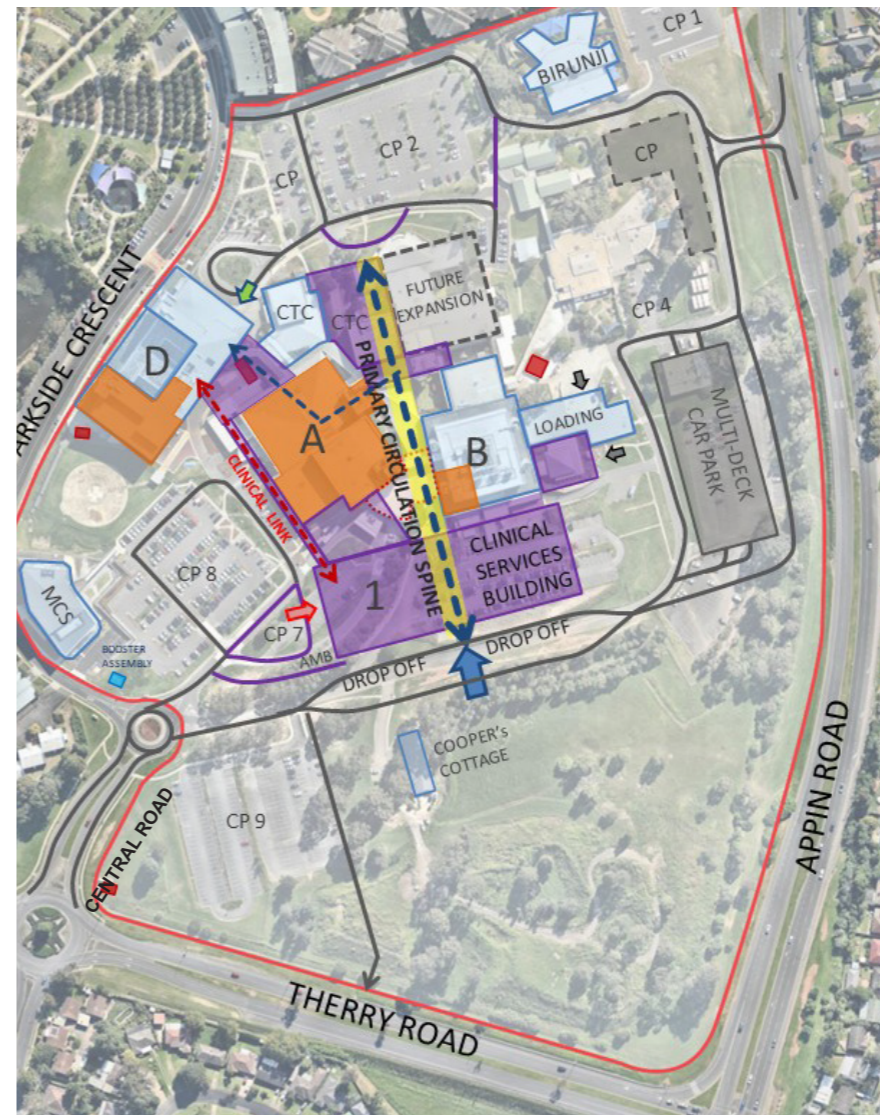 CP 1
BIRUNJI
CP 2
CP
CP
FUTURE
EXPANSION
CTC
CTC
CP 4
ARKSIDE CRESCENT
D
A
B
LOADING
MULTI-DECK
CAR PARK
PRIMARY CIRCULATION SPINE
CLINICAL LINK
CLINICAL
SERVICES
BUILDING
1
CP 8
MCS
CP 7
BOOSTER
ASSEMBLY
AMB
DROP OFF
DROP OFF
COOPER's
COTTAGE
CP 9
CENTRAL ROAD
APPIN ROAD
THERRY ROAD